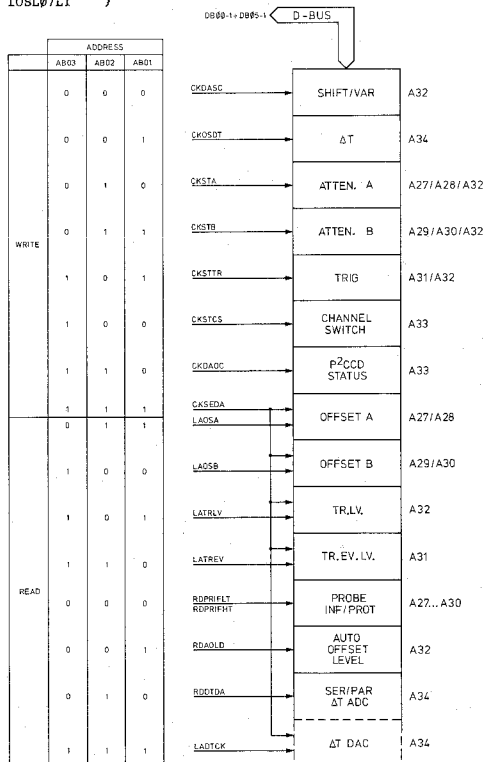 IOSLØ7LT )
DBØØ-1÷DBØ5-1 D-BUS
ADDRESS
ABØ3 ABØ2 ABØ1
WRITE
0 0 0 CKDASC SHIFT/VAR A32
0 0 1 CKOSDT ΔT A34
0 1 0 CKSTA ATTEN. A A27/A28/A32
0 1 1 CKSTB ATTEN. B A29/A30/A32
1 0 1 CKSTTR TRIG A31/A32
1 0 0 CKSTCS CHANNEL SWITCH A33
1 1 0 CKDAOC P²CCD STATUS A33
1 1 1 CKSEDA
READ
0 1 1 LAOSA OFFSET A A27/A28
1 0 0 LAOSB OFFSET B A29/A30
1 0 1 LATRLV TR.LV. A32
1 1 0 LATREV TR.EV.LV. A31
0 0 0 RDPRIFLT RDPRIFHT PROBE INF/PROT A27...A30
0 0 1 RDAOLD AUTO OFFSET LEVEL A32
0 1 0 RDDTDA SER/PAR ΔT ADC A34
1 1 1 LADTCK ΔT DAC A34